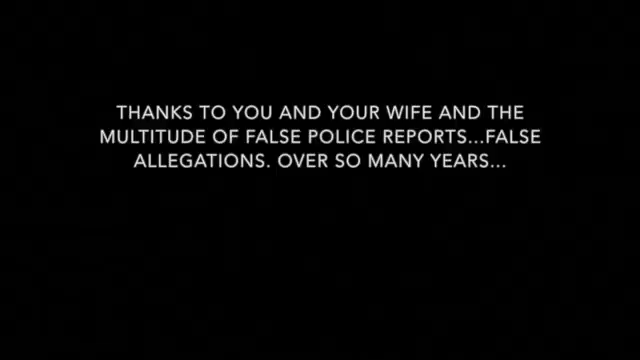 THANKS TO YOU AND YOUR WIFE AND THE
MULTITUDE OF FALSE POLICE REPORTS...FALSE
ALLEGATIONS. OVER SO MANY YEARS...